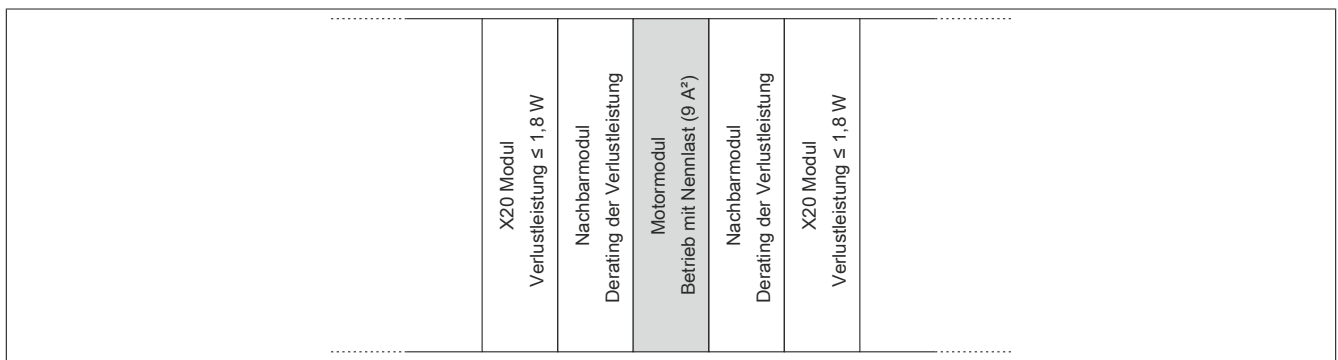 X20 Modul
Verlustleistung ≤ 1,8 W
Nachbarmodul
Derating der Verlustleistung
Motormodul
Betrieb mit Nennlast (9 A²)
Nachbarmodul
Derating der Verlustleistung
X20 Modul
Verlustleistung ≤ 1,8 W